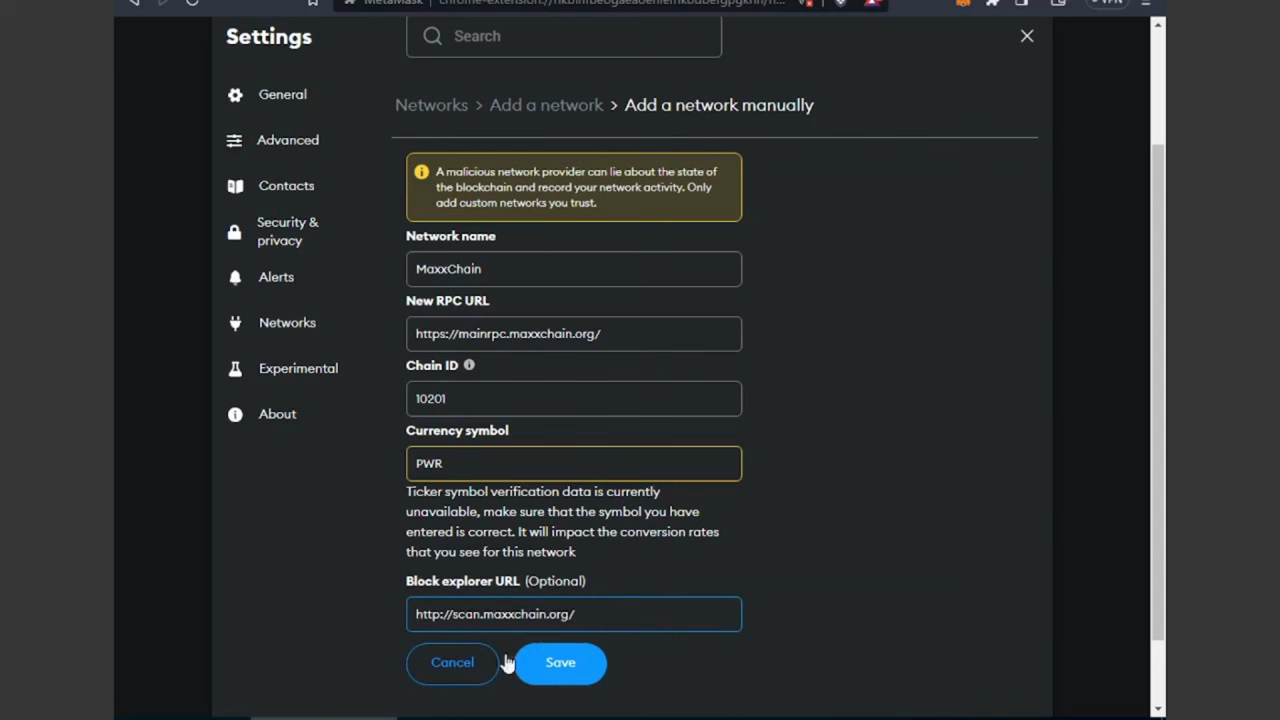 MetaMask
VPN
Settings
Search
General
Networks > Add a network > Add a network manually
Advanced
A malicious network provider can lie about the state of
the blockchain and record your network activity. Only
add custom networks you trust.
Contacts
Security &
privacy
Network name
MaxxChain
Alerts
New RPC URL
https://mainrpc.maxxchain.org/
Networks
Chain ID
10201
Experimental
About
Currency symbol
PWR
Ticker symbol verification data is currently
unavailable, make sure that the symbol you have
entered is correct. It will impact the conversion rates
that you see for this network
Block explorer URL (Optional)
http://scan.maxxchain.org/
Cancel
Save